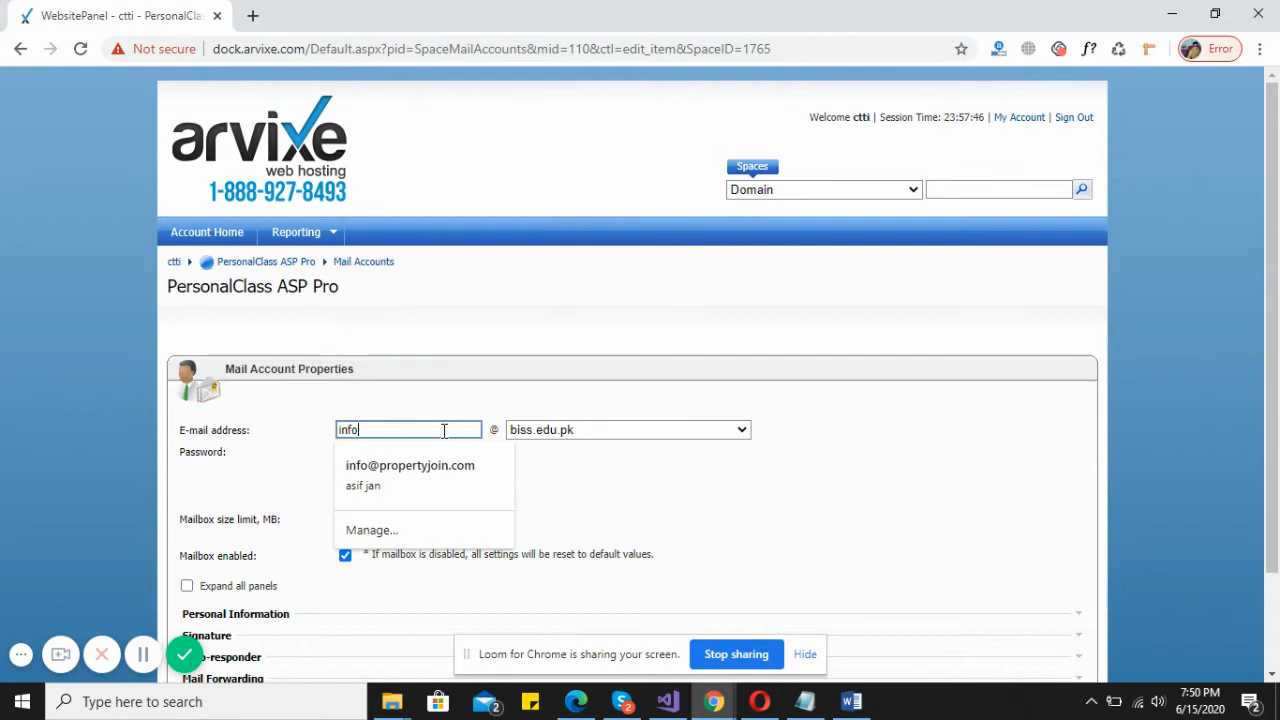 WebsitePanel - ctti - PersonalCla
Not secure
dock.arvixe.com/Default.aspx?pid=SpaceMailAccounts&mid=110&ctl=edit_item&SpaceID=1765
f?
Error
arvixe
web hosting
1-888-927-8493
Welcome ctti | Session Time: 23:57:46 | My Account | Sign Out
Spaces
Domain
Account Home
Reporting
ctti
PersonalClass ASP Pro
Mail Accounts
PersonalClass ASP Pro
Mail Account Properties
E-mail address:
info
@
biss.edu.pk
Password:
info@propertyjoin.com
asif jan
Manage...
Mailbox size limit, MB:
Mailbox enabled:
* If mailbox is disabled, all settings will be reset to default values.
Expand all panels
Personal Information
Signature
o-responder
Mail Forwarding
Loom for Chrome is sharing your screen.
Stop sharing
Hide
Type here to search
2
2
7:50 PM
6/15/2020
2